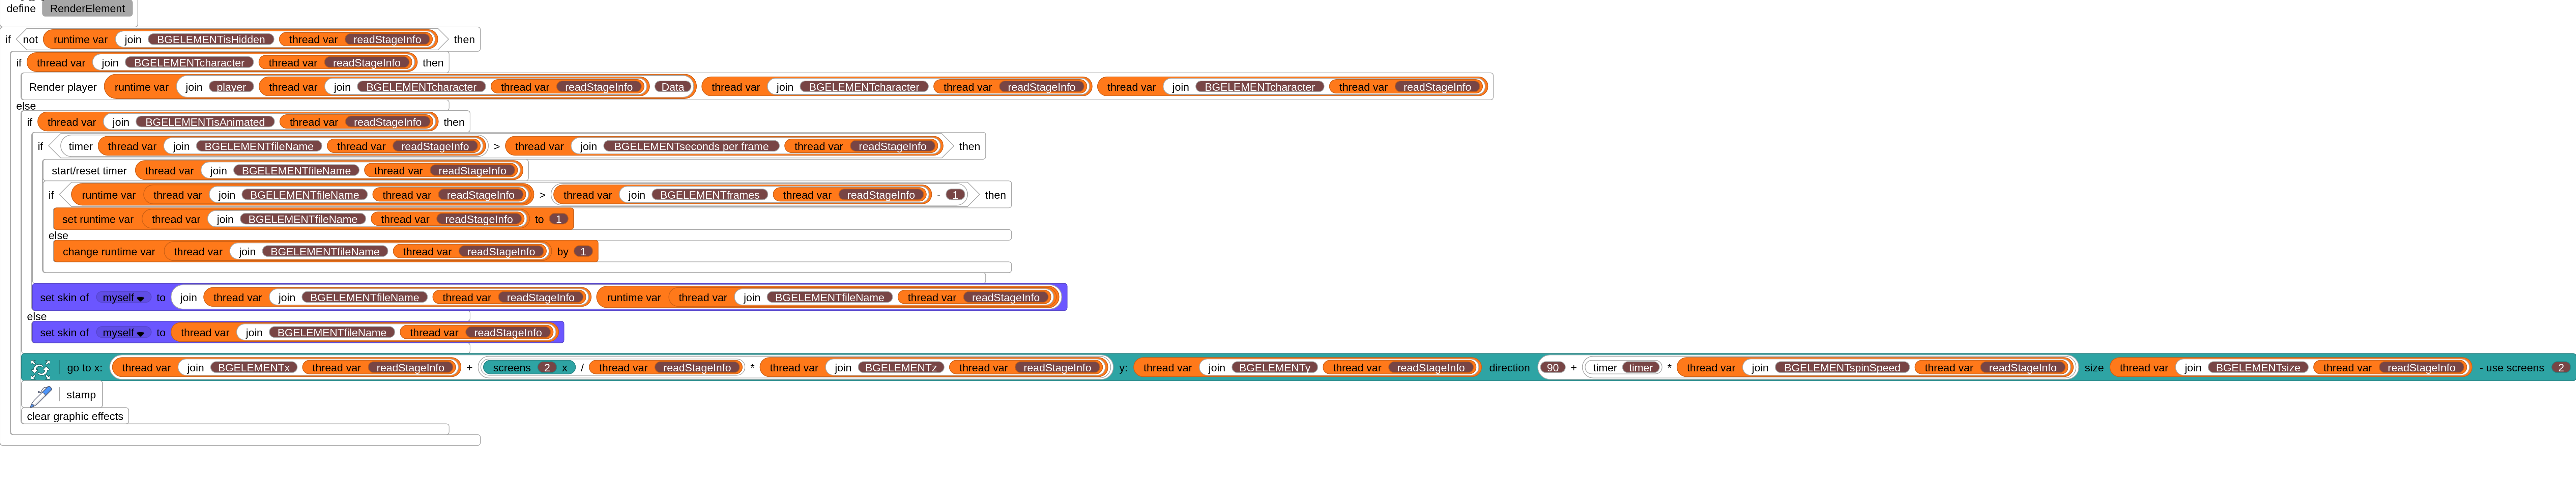 define RenderElement
if not runtime var join BGELEMENTisHidden thread var readStageInfo then
if thread var join BGELEMENTcharacter thread var readStageInfo then
Render player runtime var join player thread var join BGELEMENTcharacter thread var readStageInfo Data thread var join BGELEMENTcharacter thread var readStageInfo thread var join BGELEMENTcharacter thread var readStageInfo
else
if thread var join BGELEMENTisAnimated thread var readStageInfo then
if timer thread var join BGELEMENTfileName thread var readStageInfo > thread var join BGELEMENTseconds per frame thread var readStageInfo then
start/reset timer thread var join BGELEMENTfileName thread var readStageInfo
if runtime var thread var join BGELEMENTfileName thread var readStageInfo > thread var join BGELEMENTframes thread var readStageInfo - 1 then
set runtime var thread var join BGELEMENTfileName thread var readStageInfo to 1
else
change runtime var thread var join BGELEMENTfileName thread var readStageInfo by 1
set skin of myself to join thread var join BGELEMENTfileName thread var readStageInfo runtime var thread var join BGELEMENTfileName thread var readStageInfo
else
set skin of myself to thread var join BGELEMENTfileName thread var readStageInfo
go to x: thread var join BGELEMENTx thread var readStageInfo + screens 2 x / thread var readStageInfo * thread var join BGELEMENTz thread var readStageInfo y: thread var join BGELEMENTy thread var readStageInfo direction 90 + timer timer * thread var join BGELEMENTspinSpeed thread var readStageInfo size thread var join BGELEMENTsize thread var readStageInfo - use screens 2
stamp
clear graphic effects